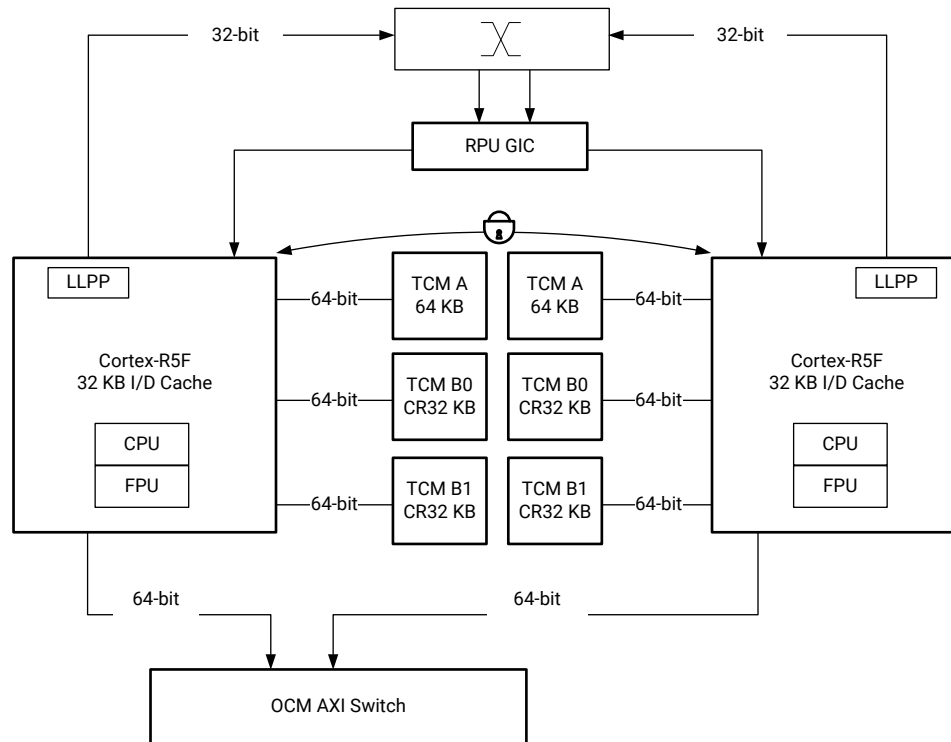 32-bit
32-bit
RPU GIC
LLPP
LLPP
TCM A
64 KB
TCM A
64 KB
64-bit
64-bit
Cortex-R5F
32 KB I/D Cache
Cortex-R5F
32 KB I/D Cache
TCM B0
CR32 KB
TCM B0
CR32 KB
64-bit
64-bit
CPU
FPU
CPU
FPU
TCM B1
CR32 KB
TCM B1
CR32 KB
64-bit
64-bit
64-bit
64-bit
OCM AXI Switch